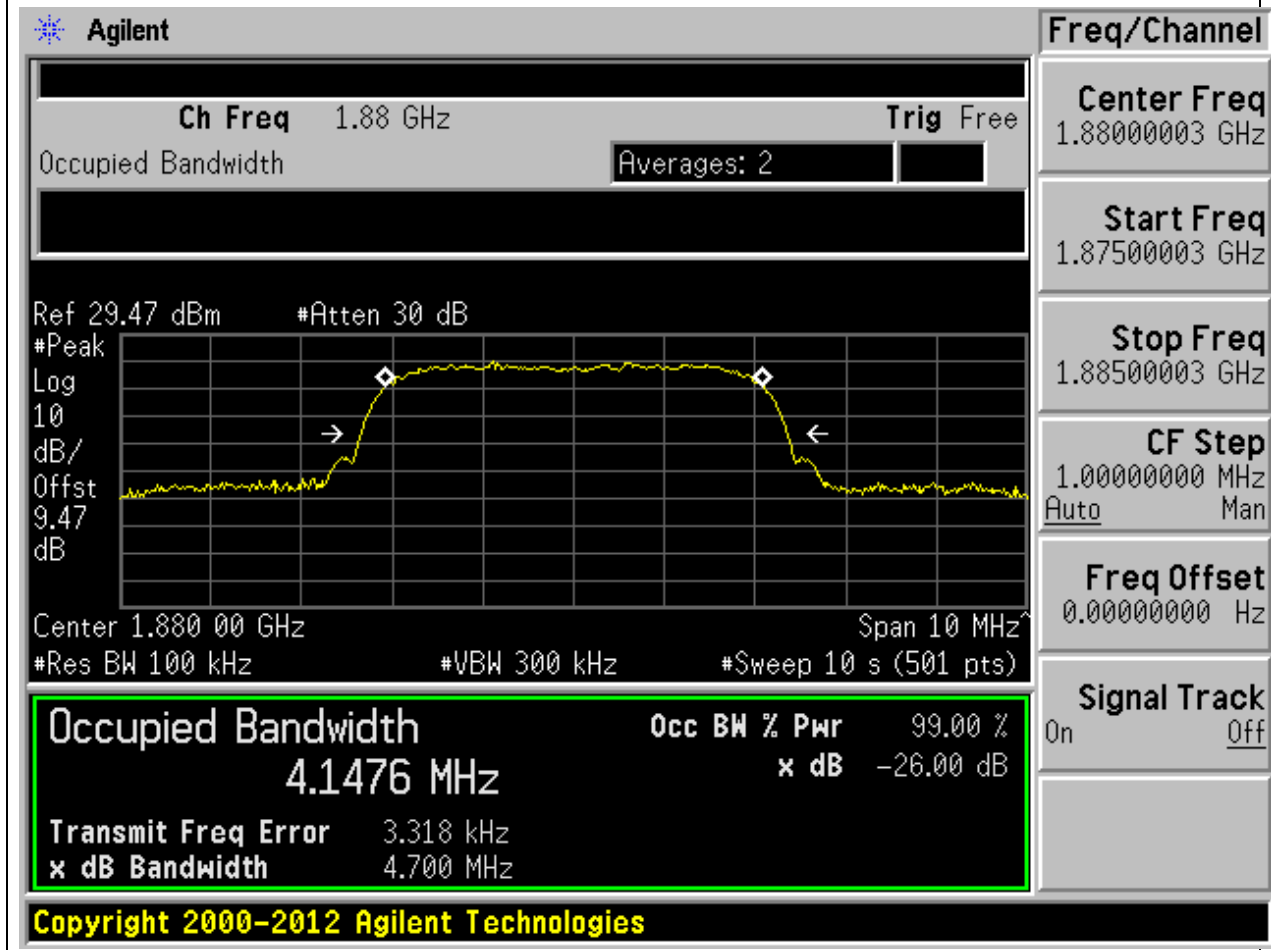 Agilent
Freq/Channel
Ch Freq 1.88 GHz Trig Free
Occupied Bandwidth Averages: 2
Ref 29.47 dBm #Atten 30 dB
#Peak
Log
10
dB/
Offst
9.47
dB
Center 1.880 00 GHz Span 10 MHz^
#Res BW 100 kHz #VBW 300 kHz #Sweep 10 s (501 pts)
Occupied Bandwidth Occ BW % Pwr 99.00 %
4.1476 MHz x dB -26.00 dB
Transmit Freq Error 3.318 kHz
x dB Bandwidth 4.700 MHz
Center Freq
1.88000003 GHz
Start Freq
1.87500003 GHz
Stop Freq
1.88500003 GHz
CF Step
1.00000000 MHz
Auto Man
Freq Offset
0.00000000 Hz
Signal Track
On Off
Copyright 2000-2012 Agilent Technologies